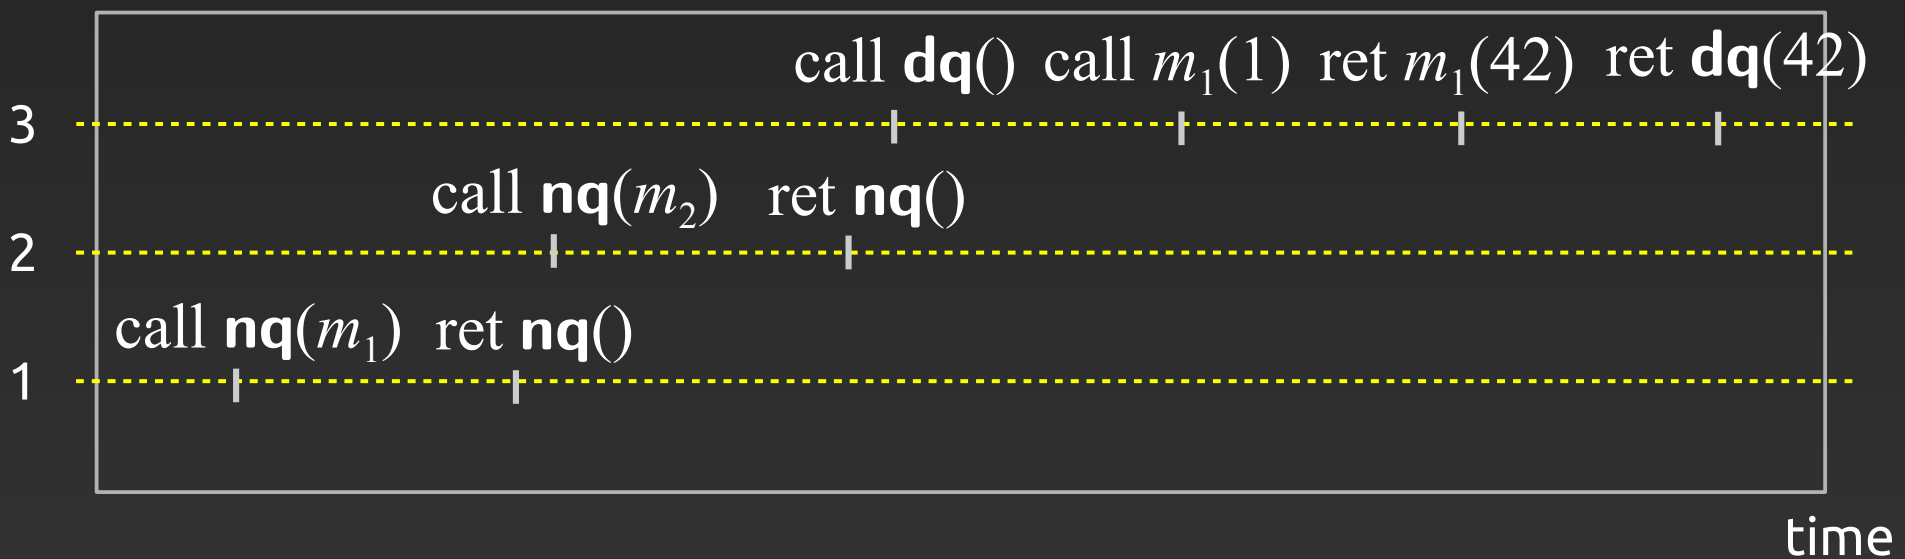 call dq() call m₁(1) ret m₁(42) ret dq(42)
3
call nq(m₂) ret nq()
2
call nq(m₁) ret nq()
1
time